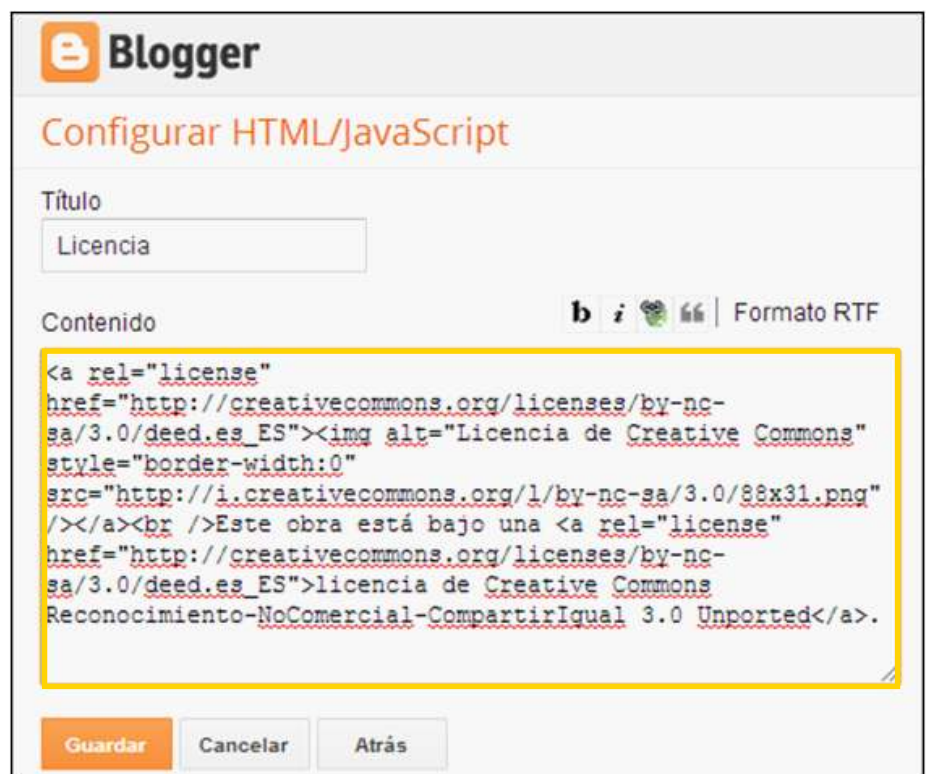 Blogger
Configurar HTML/JavaScript
Título
Licencia
Contenido
b i Formato RTF
<a rel="license"
href="http://creativecommons.org/licenses/by-nc-
sa/3.0/deed.es_ES"><img alt="Licencia de Creative Commons"
style="border-width:0"
src="http://i.creativecommons.org/l/by-nc-sa/3.0/88x31.png"
/></a><br />Este obra está bajo una <a rel="license"
href="http://creativecommons.org/licenses/by-nc-
sa/3.0/deed.es_ES">licencia de Creative Commons
Reconocimiento-NoComercial-CompartirIgual 3.0 Unported</a>.
Guardar Cancelar Atrás